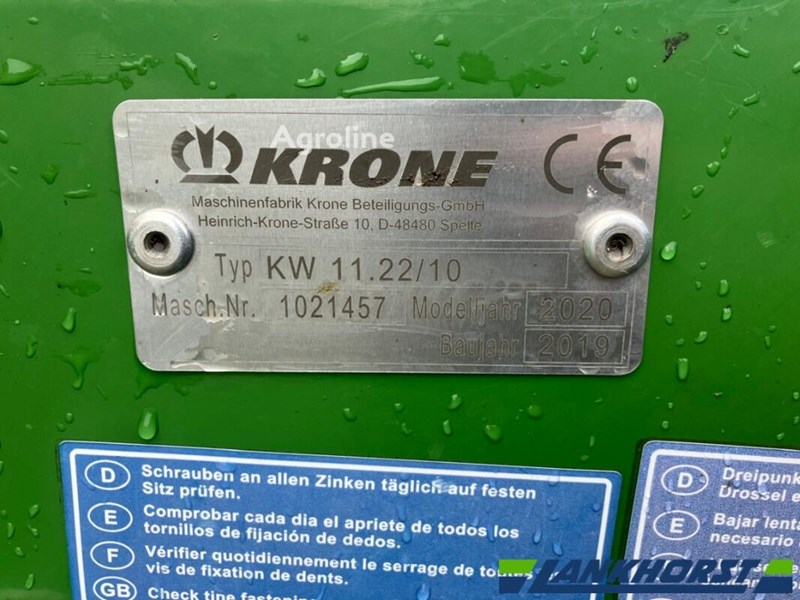 Agroline
KRONE CE
Maschinenfabrik Krone Beteiligungs-GmbH
Heinrich-Krone-Straße 10, D-48480 Spelle
Typ KW 11.22/10
Masch.Nr. 1021457 Modelljahr 2020
Baujahr 2019
D Schrauben an allen Zinken täglich auf festen
Sitz prüfen.
E Comprobar cada dia el apriete de todos los
tornillos de fijación de dedos.
F Vérifier quotidiennement le serrage de toutes
vis de fixation de dents.
GB Check tine
D Dreipunk
Drossel
E Bajar lenta
necesario
LANKHORST